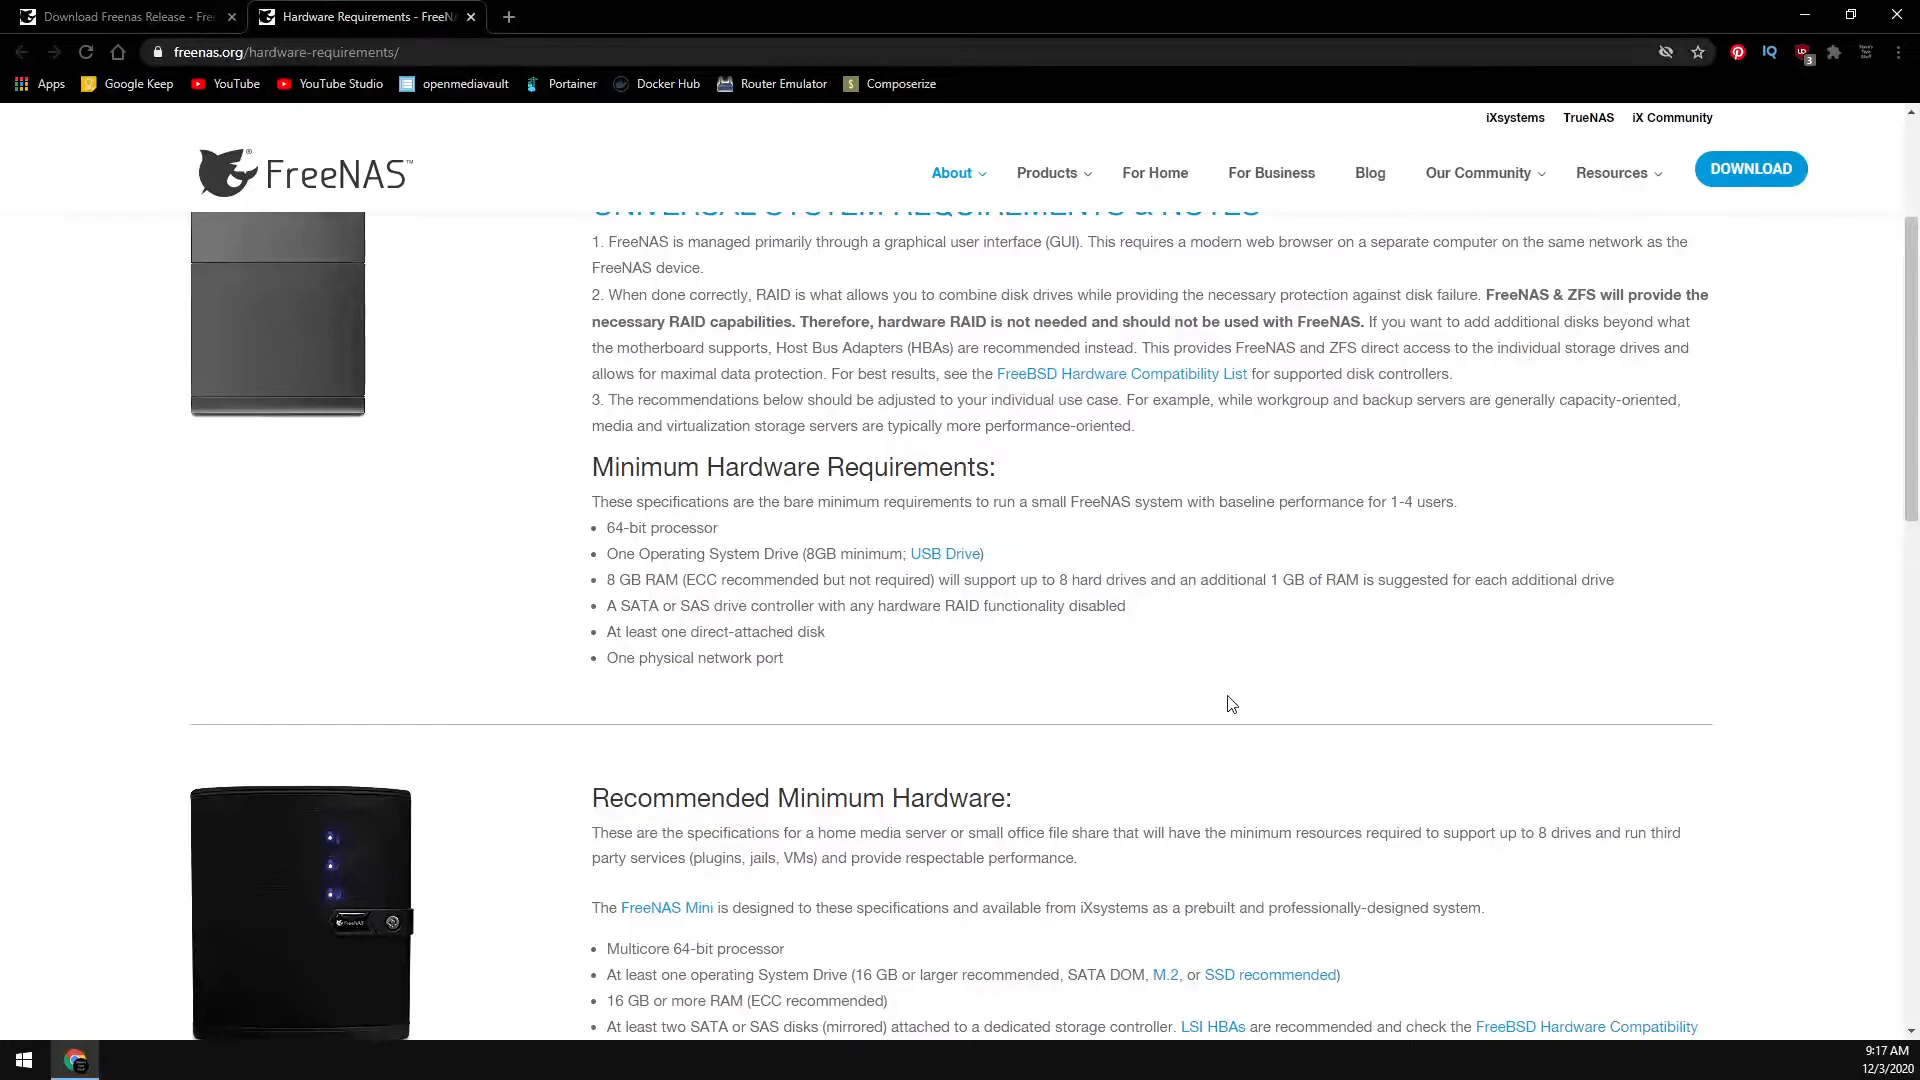 Download Freenas Release - Fre
Hardware Requirements - FreeN
freenas.org/hardware-requirements/
IQ
3
Apps
Google Keep
YouTube
YouTube Studio
openmediavault
Portainer
Docker Hub
Router Emulator
Composerize
iXsystems TrueNAS iX Community
FreeNAS™
About Products For Home For Business Blog Our Community Resources DOWNLOAD
UNIVERSAL SYSTEM REQUIREMENTS & NOTES
1. FreeNAS is managed primarily through a graphical user interface (GUI). This requires a modern web browser on a separate computer on the same network as the
FreeNAS device.
2. When done correctly, RAID is what allows you to combine disk drives while providing the necessary protection against disk failure. FreeNAS & ZFS will provide the
necessary RAID capabilities. Therefore, hardware RAID is not needed and should not be used with FreeNAS. If you want to add additional disks beyond what
the motherboard supports, Host Bus Adapters (HBAs) are recommended instead. This provides FreeNAS and ZFS direct access to the individual storage drives and
allows for maximal data protection. For best results, see the FreeBSD Hardware Compatibility List for supported disk controllers.
3. The recommendations below should be adjusted to your individual use case. For example, while workgroup and backup servers are generally capacity-oriented,
media and virtualization storage servers are typically more performance-oriented.
Minimum Hardware Requirements:
These specifications are the bare minimum requirements to run a small FreeNAS system with baseline performance for 1-4 users.
• 64-bit processor
• One Operating System Drive (8GB minimum; USB Drive)
• 8 GB RAM (ECC recommended but not required) will support up to 8 hard drives and an additional 1 GB of RAM is suggested for each additional drive
• A SATA or SAS drive controller with any hardware RAID functionality disabled
• At least one direct-attached disk
• One physical network port
Recommended Minimum Hardware:
These are the specifications for a home media server or small office file share that will have the minimum resources required to support up to 8 drives and run third
party services (plugins, jails, VMs) and provide respectable performance.
The FreeNAS Mini is designed to these specifications and available from iXsystems as a prebuilt and professionally-designed system.
FreeNAS
• Multicore 64-bit processor
• At least one operating System Drive (16 GB or larger recommended, SATA DOM, M.2, or SSD recommended)
• 16 GB or more RAM (ECC recommended)
• At least two SATA or SAS disks (mirrored) attached to a dedicated storage controller. LSI HBAs are recommended and check the FreeBSD Hardware Compatibility
9:17 AM
12/3/2020